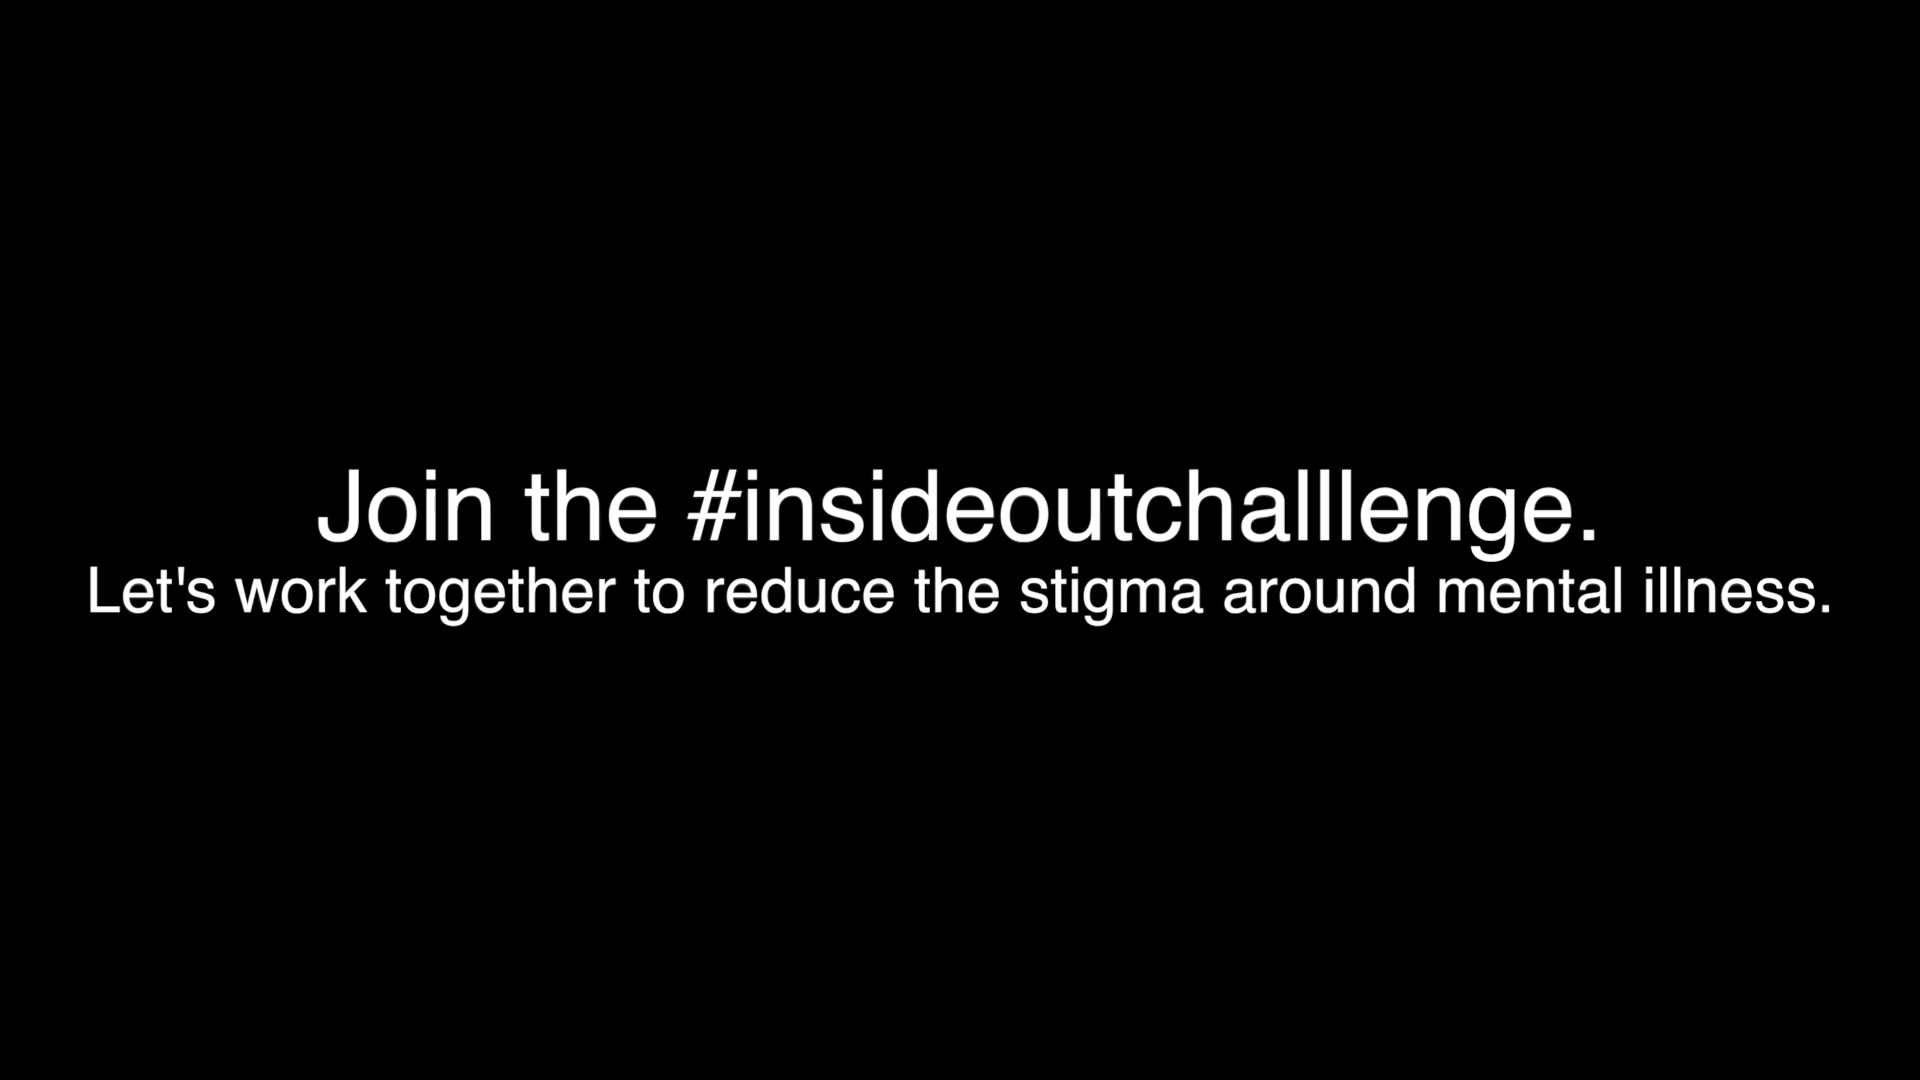 Join the #insideoutchalllenge.
Let's work together to reduce the stigma around mental illness.